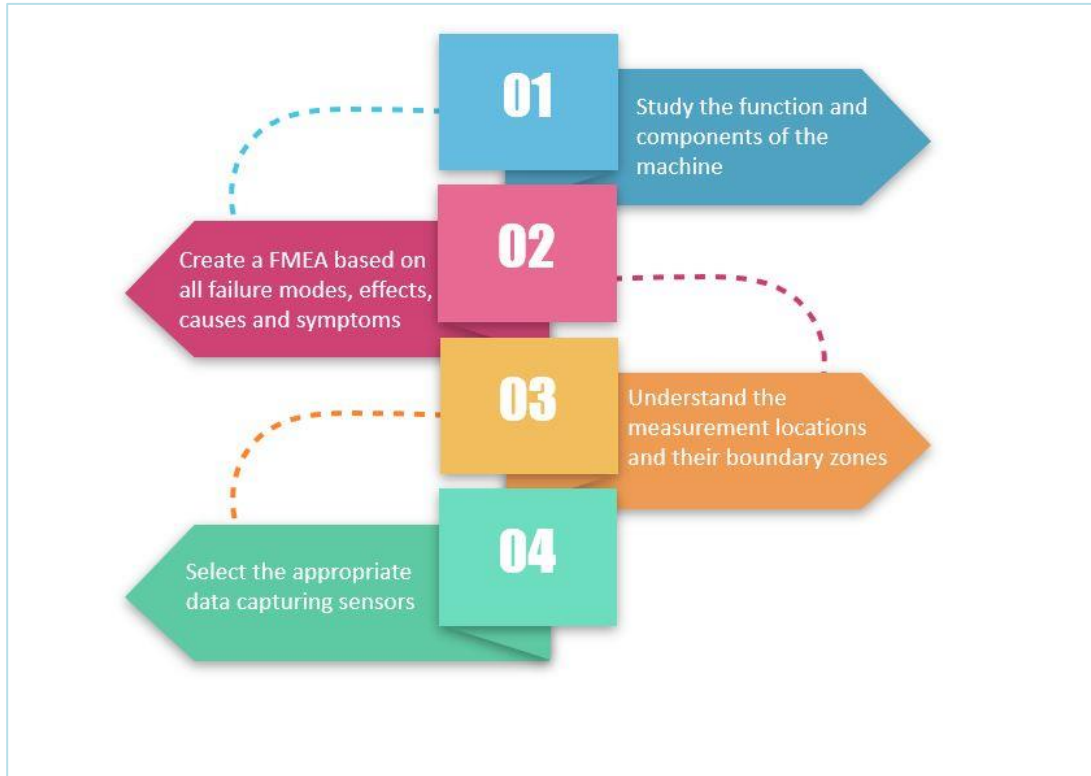 01
Study the function and
components of the
machine
02
Create a FMEA based on
all failure modes, effects,
causes and symptoms
03
Understand the
measurement locations
and their boundary zones
04
Select the appropriate
data capturing sensors